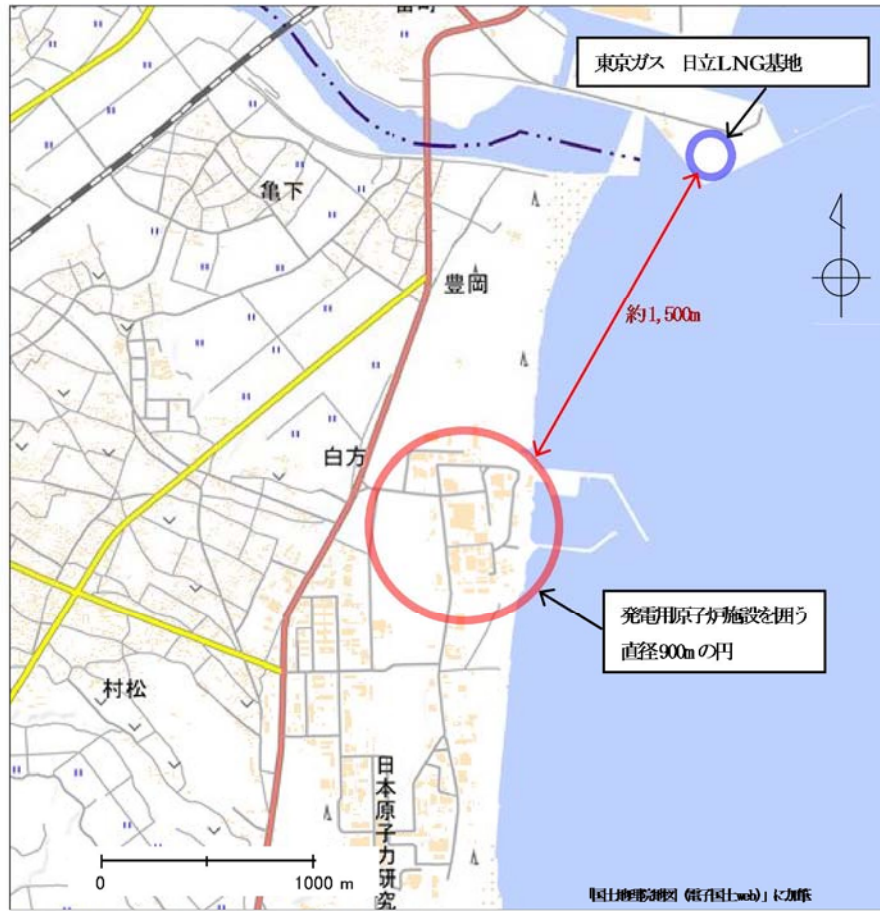 東京ガス 日立LNG基地
亀下
豊岡
約1,500m
白方
発電用原子炉施設を囲う
直径900mの円
村松
日本原子力研究
0 1000 m
「国土地理院地図(電子国土web)」に加筆